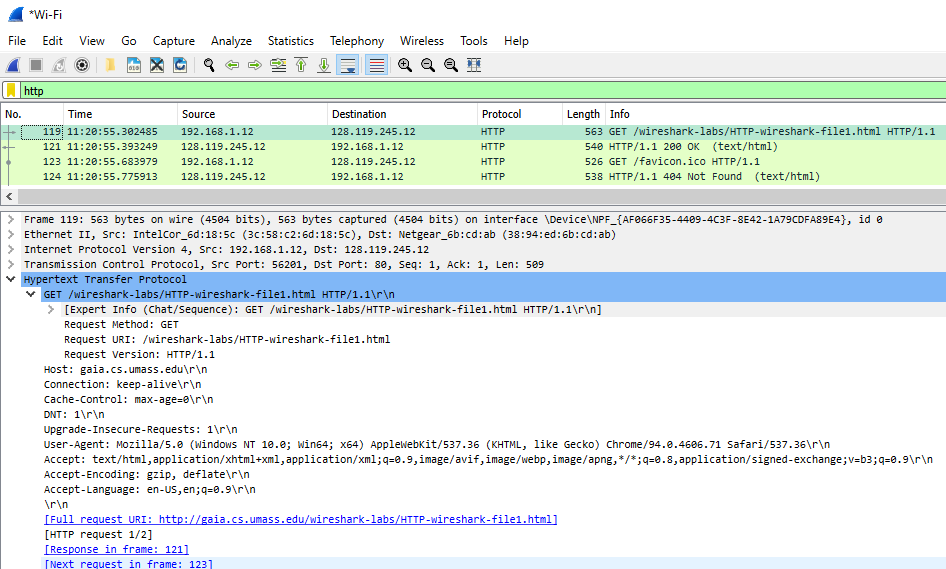 *Wi-Fi
File Edit View Go Capture Analyze Statistics Telephony Wireless Tools Help
http
No. Time Source Destination Protocol Length Info
119 11:20:55.302485 192.168.1.12 128.119.245.12 HTTP 563 GET /wireshark-labs/HTTP-wireshark-file1.html HTTP/1.1
121 11:20:55.393249 128.119.245.12 192.168.1.12 HTTP 540 HTTP/1.1 200 OK (text/html)
123 11:20:55.683979 192.168.1.12 128.119.245.12 HTTP 526 GET /favicon.ico HTTP/1.1
124 11:20:55.775913 128.119.245.12 192.168.1.12 HTTP 538 HTTP/1.1 404 Not Found (text/html)
Frame 119: 563 bytes on wire (4504 bits), 563 bytes captured (4504 bits) on interface \Device\NPF_{AF066F35-4409-4C3F-8E42-1A79CDFA89E4}, id 0
Ethernet II, Src: IntelCor_6d:18:5c (3c:58:c2:6d:18:5c), Dst: Netgear_6b:cd:ab (38:94:ed:6b:cd:ab)
Internet Protocol Version 4, Src: 192.168.1.12, Dst: 128.119.245.12
Transmission Control Protocol, Src Port: 56201, Dst Port: 80, Seq: 1, Ack: 1, Len: 509
Hypertext Transfer Protocol
GET /wireshark-labs/HTTP-wireshark-file1.html HTTP/1.1\r\n
[Expert Info (Chat/Sequence): GET /wireshark-labs/HTTP-wireshark-file1.html HTTP/1.1\r\n]
Request Method: GET
Request URI: /wireshark-labs/HTTP-wireshark-file1.html
Request Version: HTTP/1.1
Host: gaia.cs.umass.edu\r\n
Connection: keep-alive\r\n
Cache-Control: max-age=0\r\n
DNT: 1\r\n
Upgrade-Insecure-Requests: 1\r\n
User-Agent: Mozilla/5.0 (Windows NT 10.0; Win64; x64) AppleWebKit/537.36 (KHTML, like Gecko) Chrome/94.0.4606.71 Safari/537.36\r\n
Accept: text/html,application/xhtml+xml,application/xml;q=0.9,image/avif,image/webp,image/apng,*/*;q=0.8,application/signed-exchange;v=b3;q=0.9\r\n
Accept-Encoding: gzip, deflate\r\n
Accept-Language: en-US,en;q=0.9\r\n
\r\n
[Full request URI: http://gaia.cs.umass.edu/wireshark-labs/HTTP-wireshark-file1.html]
[HTTP request 1/2]
[Response in frame: 121]
[Next request in frame: 123]